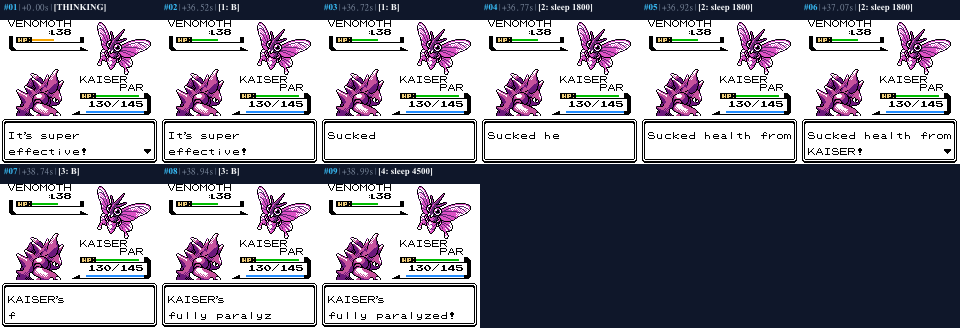 #01|+0.00s|[THINKING]
VENOMOTH
:L38
HP:
KAISER
PAR
HP:
130/145
It's super
effective!
#02|+36.52s|[1: B]
VENOMOTH
:L38
HP:
KAISER
PAR
HP:
130/145
It's super
effective!
#03|+36.72s|[1: B]
VENOMOTH
:L38
HP:
KAISER
PAR
HP:
130/145
Sucked
#04|+36.77s|[2: sleep 1800]
VENOMOTH
:L38
HP:
KAISER
PAR
HP:
130/145
Sucked he
#05|+36.92s|[2: sleep 1800]
VENOMOTH
:L38
HP:
KAISER
PAR
HP:
130/145
Sucked health from
#06|+37.07s|[2: sleep 1800]
VENOMOTH
:L38
HP:
KAISER
PAR
HP:
130/145
Sucked health from
KAISER!
#07|+38.74s|[3: B]
VENOMOTH
:L38
HP:
KAISER
PAR
HP:
130/145
KAISER's
f
#08|+38.94s|[3: B]
VENOMOTH
:L38
HP:
KAISER
PAR
HP:
130/145
KAISER's
fully paralyz
#09|+38.99s|[4: sleep 4500]
VENOMOTH
:L38
HP:
KAISER
PAR
HP:
130/145
KAISER's
fully paralyzed!